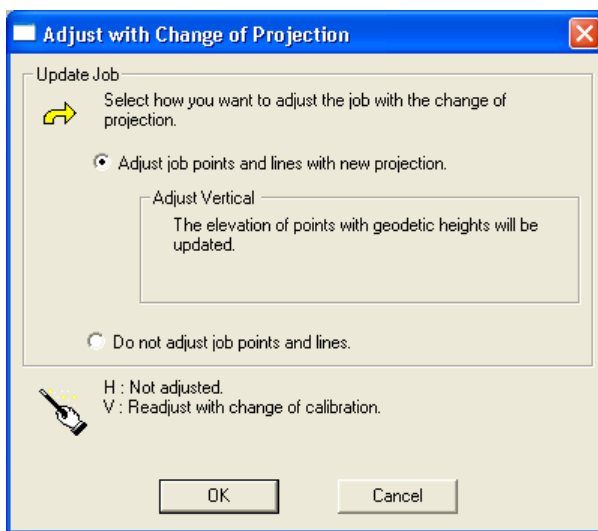 Adjust with Change of Projection
Update Job
Select how you want to adjust the job with the change of
projection.
Adjust job points and lines with new projection.
Adjust Vertical
The elevation of points with geodetic heights will be
updated.
Do not adjust job points and lines.
H : Not adjusted.
V : Readjust with change of calibration.
OK
Cancel